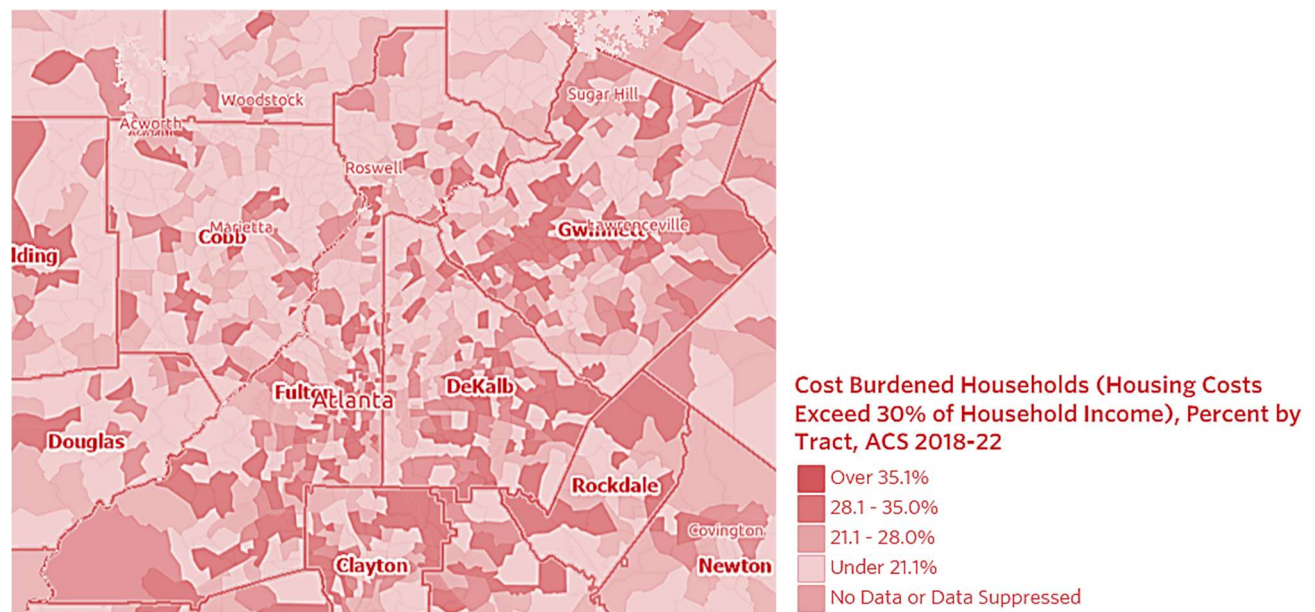 Woodstock
Sugar Hill
Acworth
Roswell
Marietta
Cobb
Lawrenceville
Gwinnett
lding
Fulton
Atlanta
DeKalb
Douglas
Rockdale
Covington
Clayton
Newton
Cost Burdened Households (Housing Costs
Exceed 30% of Household Income), Percent by
Tract, ACS 2018-22
Over 35.1%
28.1 - 35.0%
21.1 - 28.0%
Under 21.1%
No Data or Data Suppressed